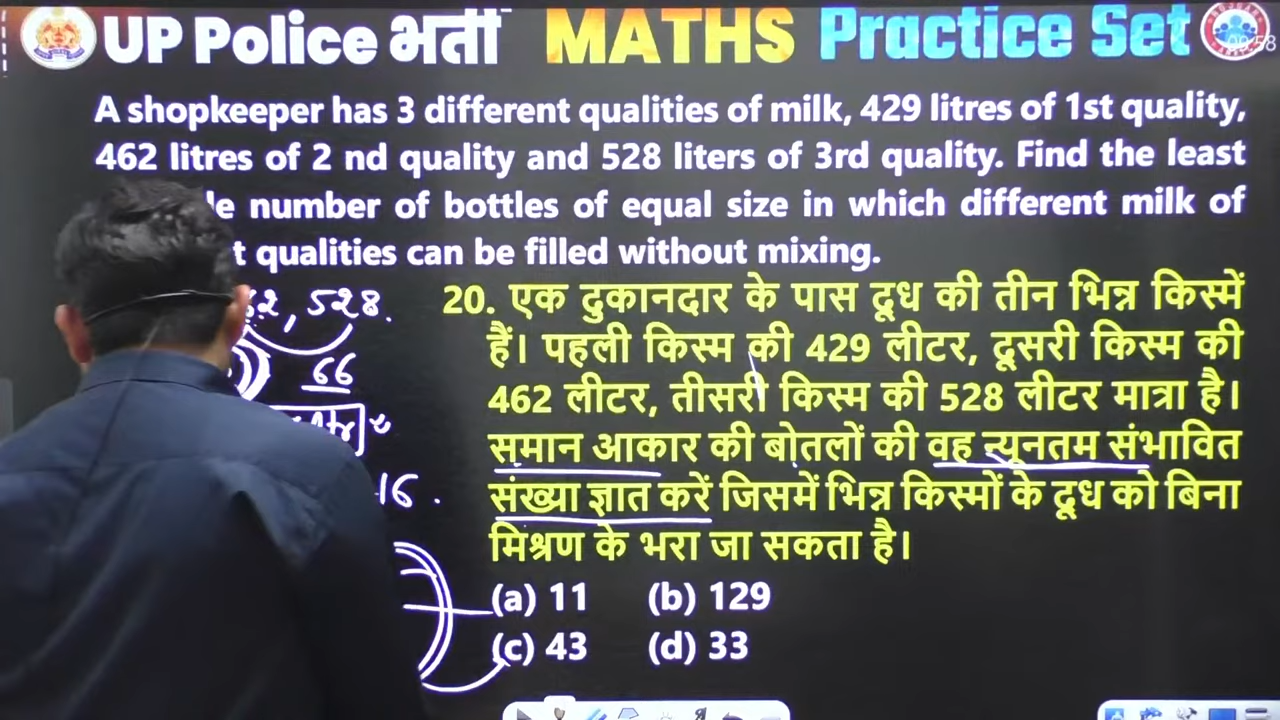 UP Police भर्ती MATHS Practice Set
09:58
A shopkeeper has 3 different qualities of milk, 429 litres of 1st quality,
462 litres of 2 nd quality and 528 liters of 3rd quality. Find the least
number of bottles of equal size in which different milk of
qualities can be filled without mixing.
, 528.
66
16.
20. एक दुकानदार के पास दूध की तीन भिन्न किस्में
हैं। पहली किस्म की 429 लीटर, दूसरी किस्म की
462 लीटर, तीसरी किस्म की 528 लीटर मात्रा है।
समान आकार की बोतलों की वह न्यूनतम संभावित
संख्या ज्ञात करें जिसमें भिन्न किस्मों के दूध को बिना
मिश्रण के भरा जा सकता है।
(a) 11 (b) 129
(c) 43 (d) 33